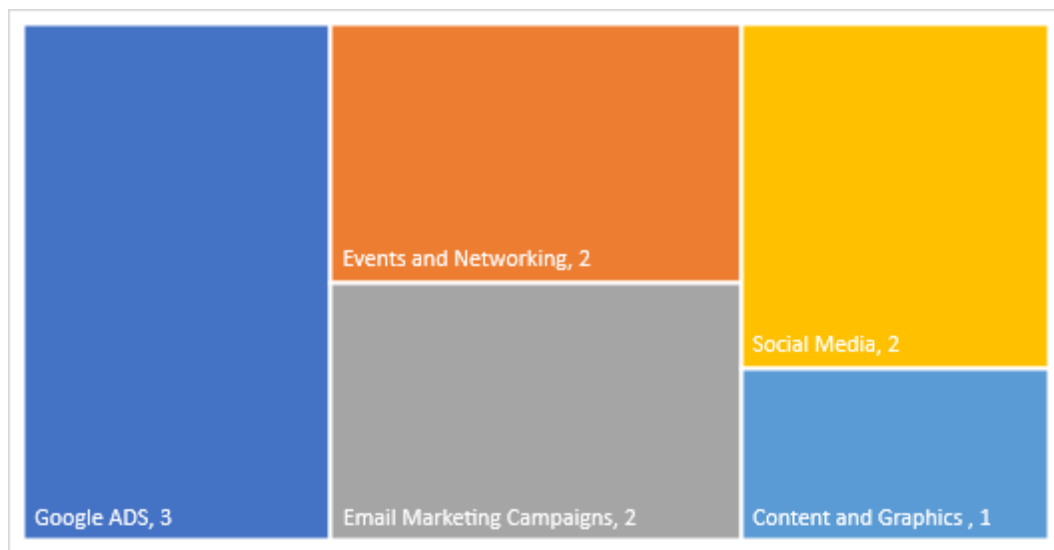 Google ADS, 3
Events and Networking, 2
Email Marketing Campaigns, 2
Social Media, 2
Content and Graphics , 1